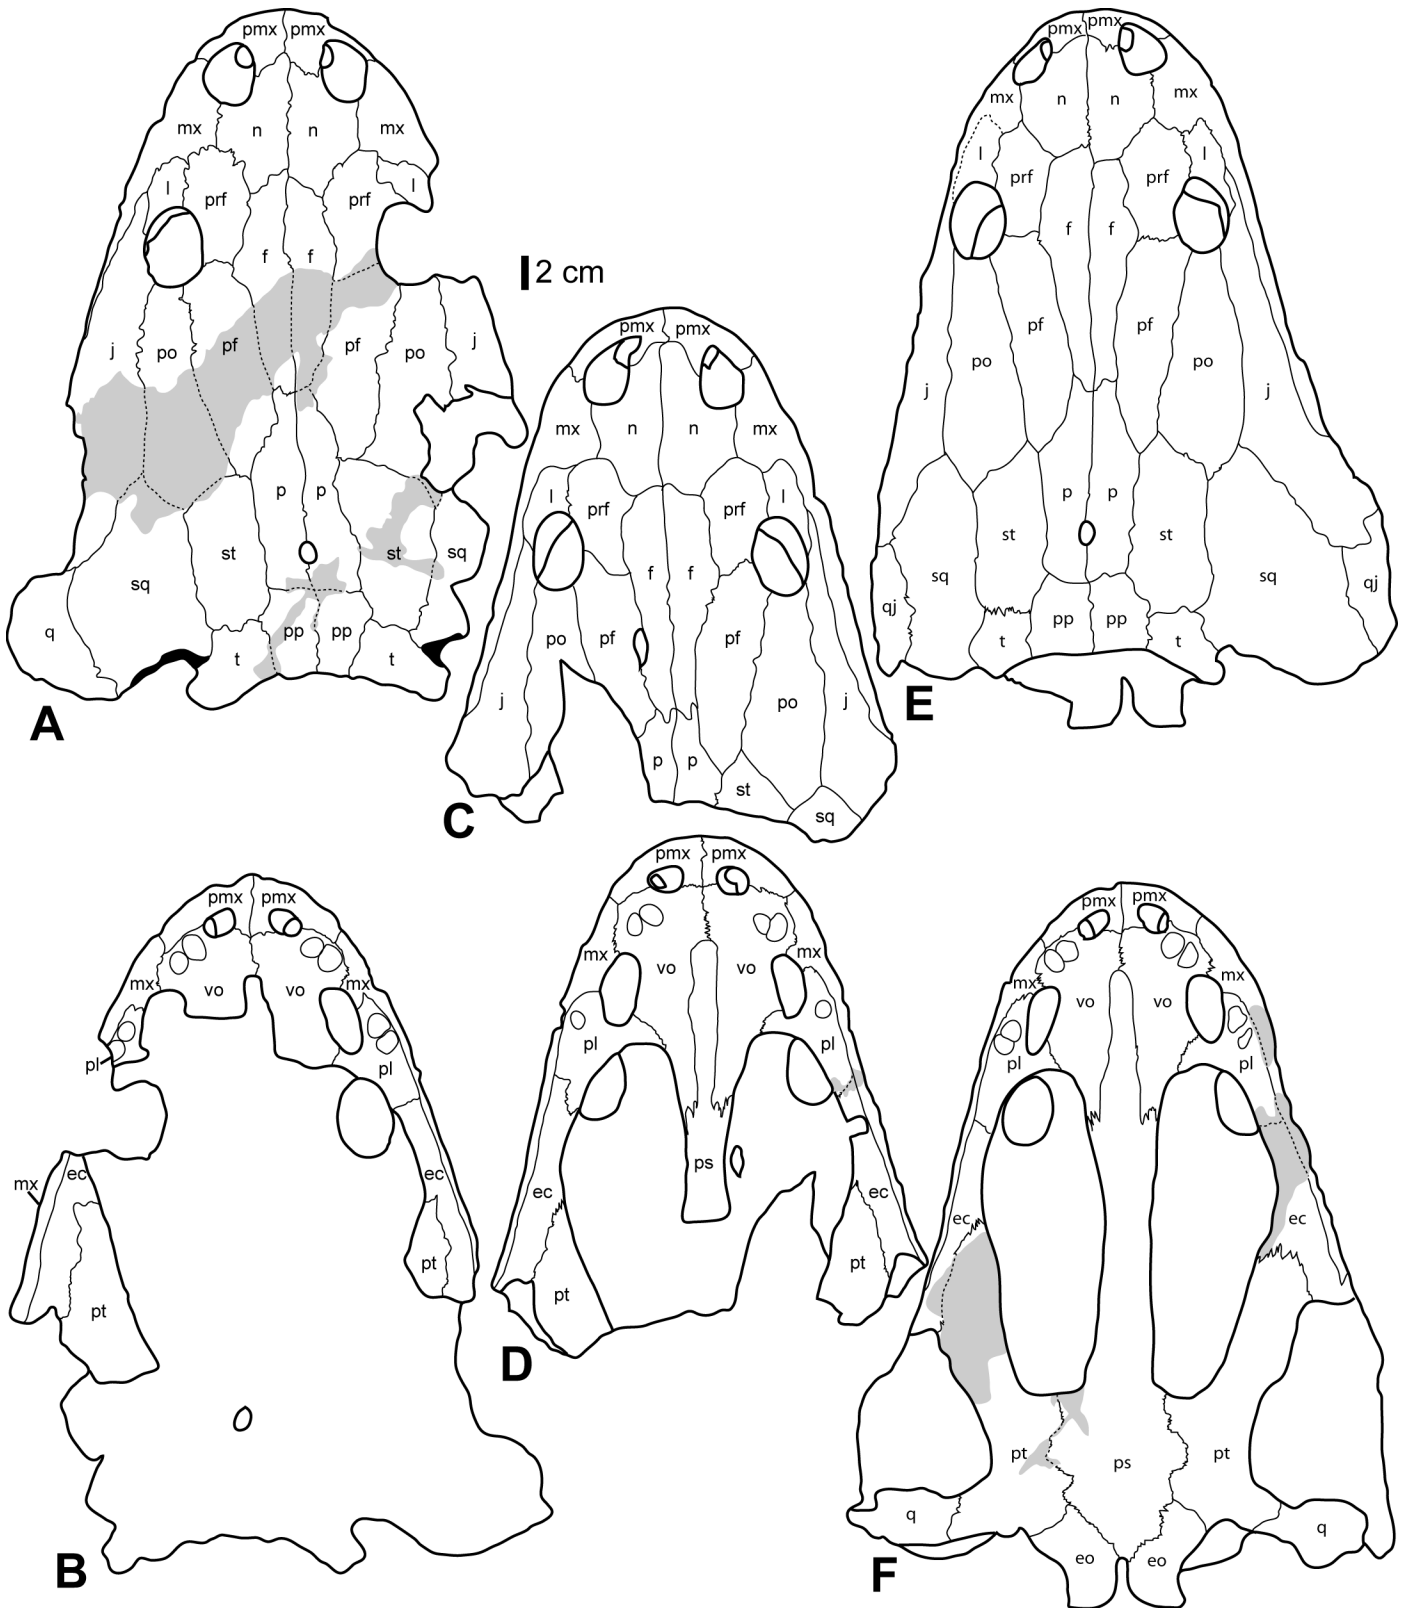 pmx pmx
mx n n mx
l prf prf l
f f
j po pf pf po j
p p
st st sq
sq
q pp pp
t t
A
2 cm
pmx pmx
mx n n mx
l prf prf l
f f
po pf pf
j po j
p p
st
sq
C
pmx pmx
mx n n mx
l prf prf l
f f
pf pf
po po
j j
p p
st st
sq sq qj
qj pp pp
t t
E
pmx pmx
mx vo vo mx
pl pl
mx ec ec
pt
pt
B
pmx pmx
mx vo vo mx
pl pl
ps
ec ec
pt pt
D
pmx pmx
mx vo vo mx
pl pl
ec ec
pt ps pt
q q
eo eo
F